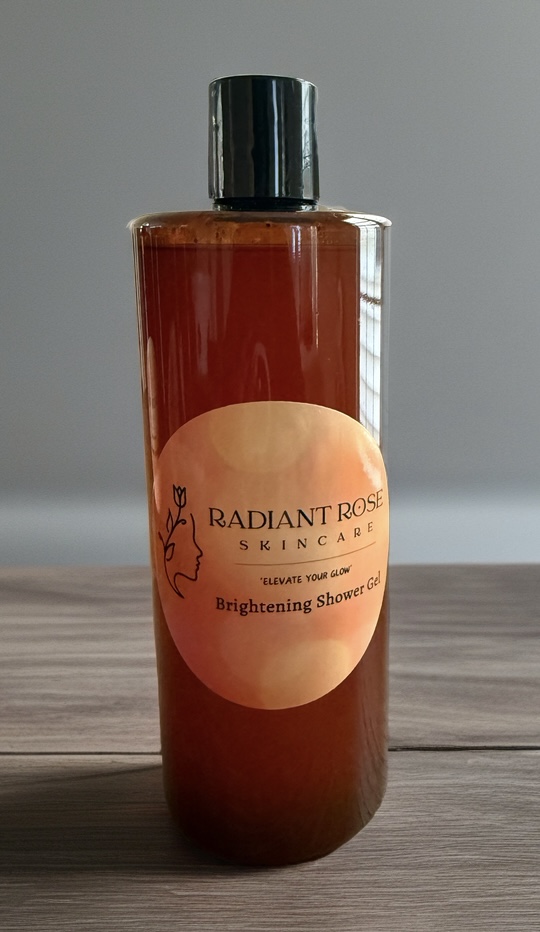 RADIANT ROSE
SKINCARE
'ELEVATE YOUR GLOW'
Brightening Shower Gel